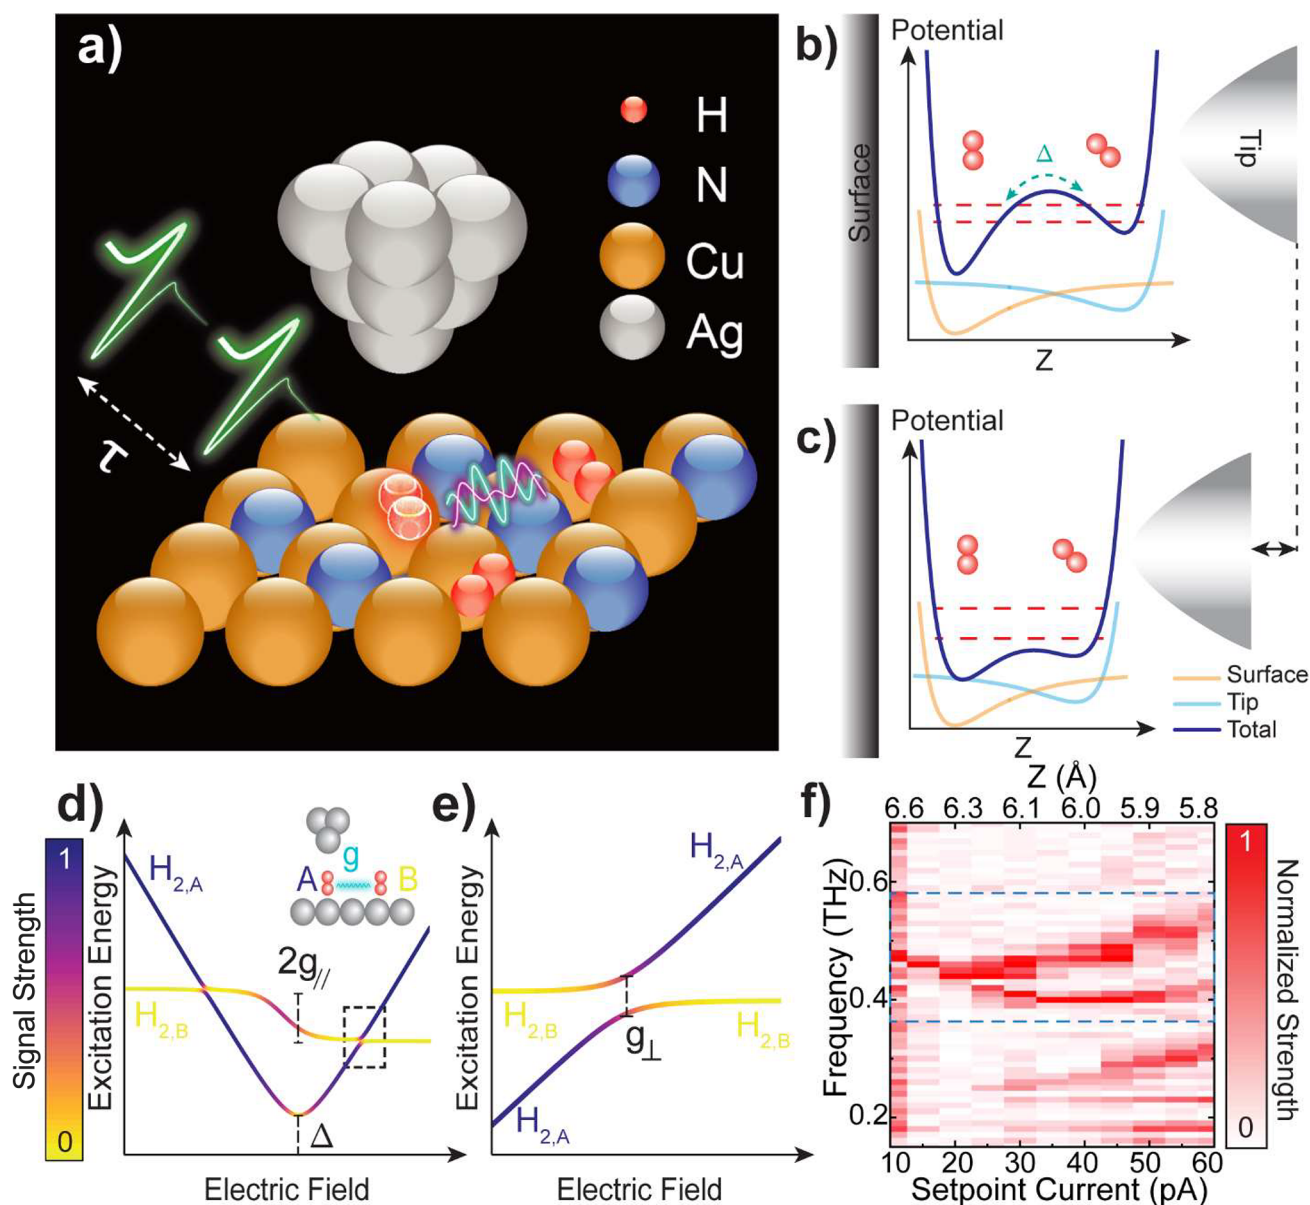 a)
H
N
Cu
Ag
τ
b)
Potential
Surface
Δ
Tip
Z
c)
Potential
Z
Surface
Tip
Total
d)
Signal Strength
1
0
Excitation Energy
H2,A
H2,B
A
g
B
2g//
Δ
Electric Field
e)
Excitation Energy
H2,A
H2,B
g⊥
H2,B
H2,A
Electric Field
f)
Z (Å)
6.6 6.3 6.1 6.0 5.9 5.8
Frequency (THz)
0.6
0.4
0.2
10 20 30 40 50 60
Setpoint Current (pA)
1
0
Normalized Strength